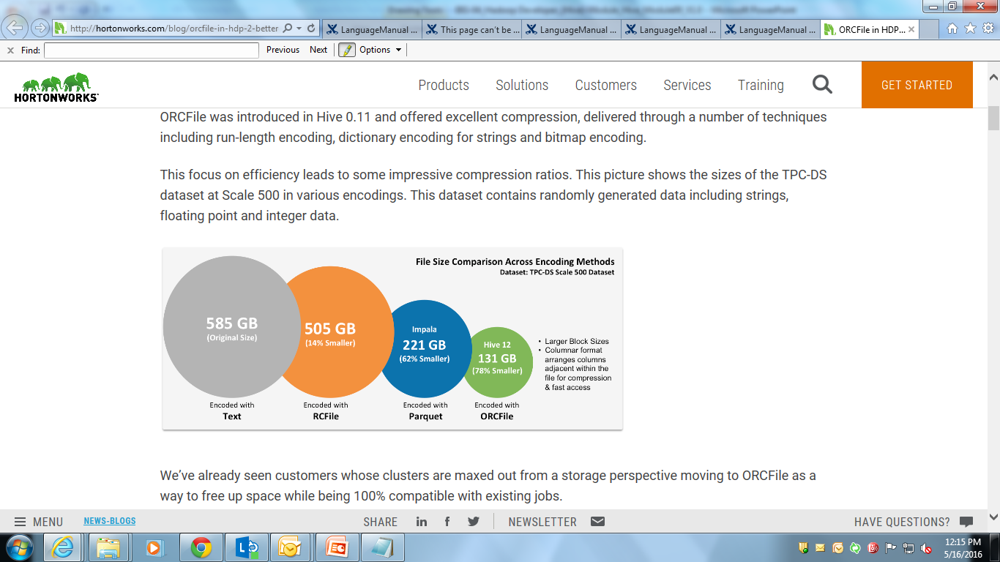 http://hortonworks.com/blog/orcfile-in-hdp-2-better
LanguageManual ...
This page can't be ...
LanguageManual ...
LanguageManual ...
LanguageManual ...
ORCFile in HDP...
x Find:
Previous
Next
Options
HORTONWORKS
Products
Solutions
Customers
Services
Training
GET STARTED
ORCFile was introduced in Hive 0.11 and offered excellent compression, delivered through a number of techniques
including run-length encoding, dictionary encoding for strings and bitmap encoding.
This focus on efficiency leads to some impressive compression ratios. This picture shows the sizes of the TPC-DS
dataset at Scale 500 in various encodings. This dataset contains randomly generated data including strings,
floating point and integer data.
File Size Comparison Across Encoding Methods
Dataset: TPC-DS Scale 500 Dataset
585 GB
(Original Size)
Encoded with
Text
505 GB
(14% Smaller)
Encoded with
RCFile
Impala
221 GB
(62% Smaller)
Encoded with
Parquet
Hive 12
131 GB
(78% Smaller)
Encoded with
ORCFile
• Larger Block Sizes
• Columnar format
arranges columns
adjacent within the
file for compression
& fast access
We've already seen customers whose clusters are maxed out from a storage perspective moving to ORCFile as a
way to free up space while being 100% compatible with existing jobs.
MENU
NEWS-BLOGS
SHARE
NEWSLETTER
HAVE QUESTIONS?
12:15 PM
5/16/2016